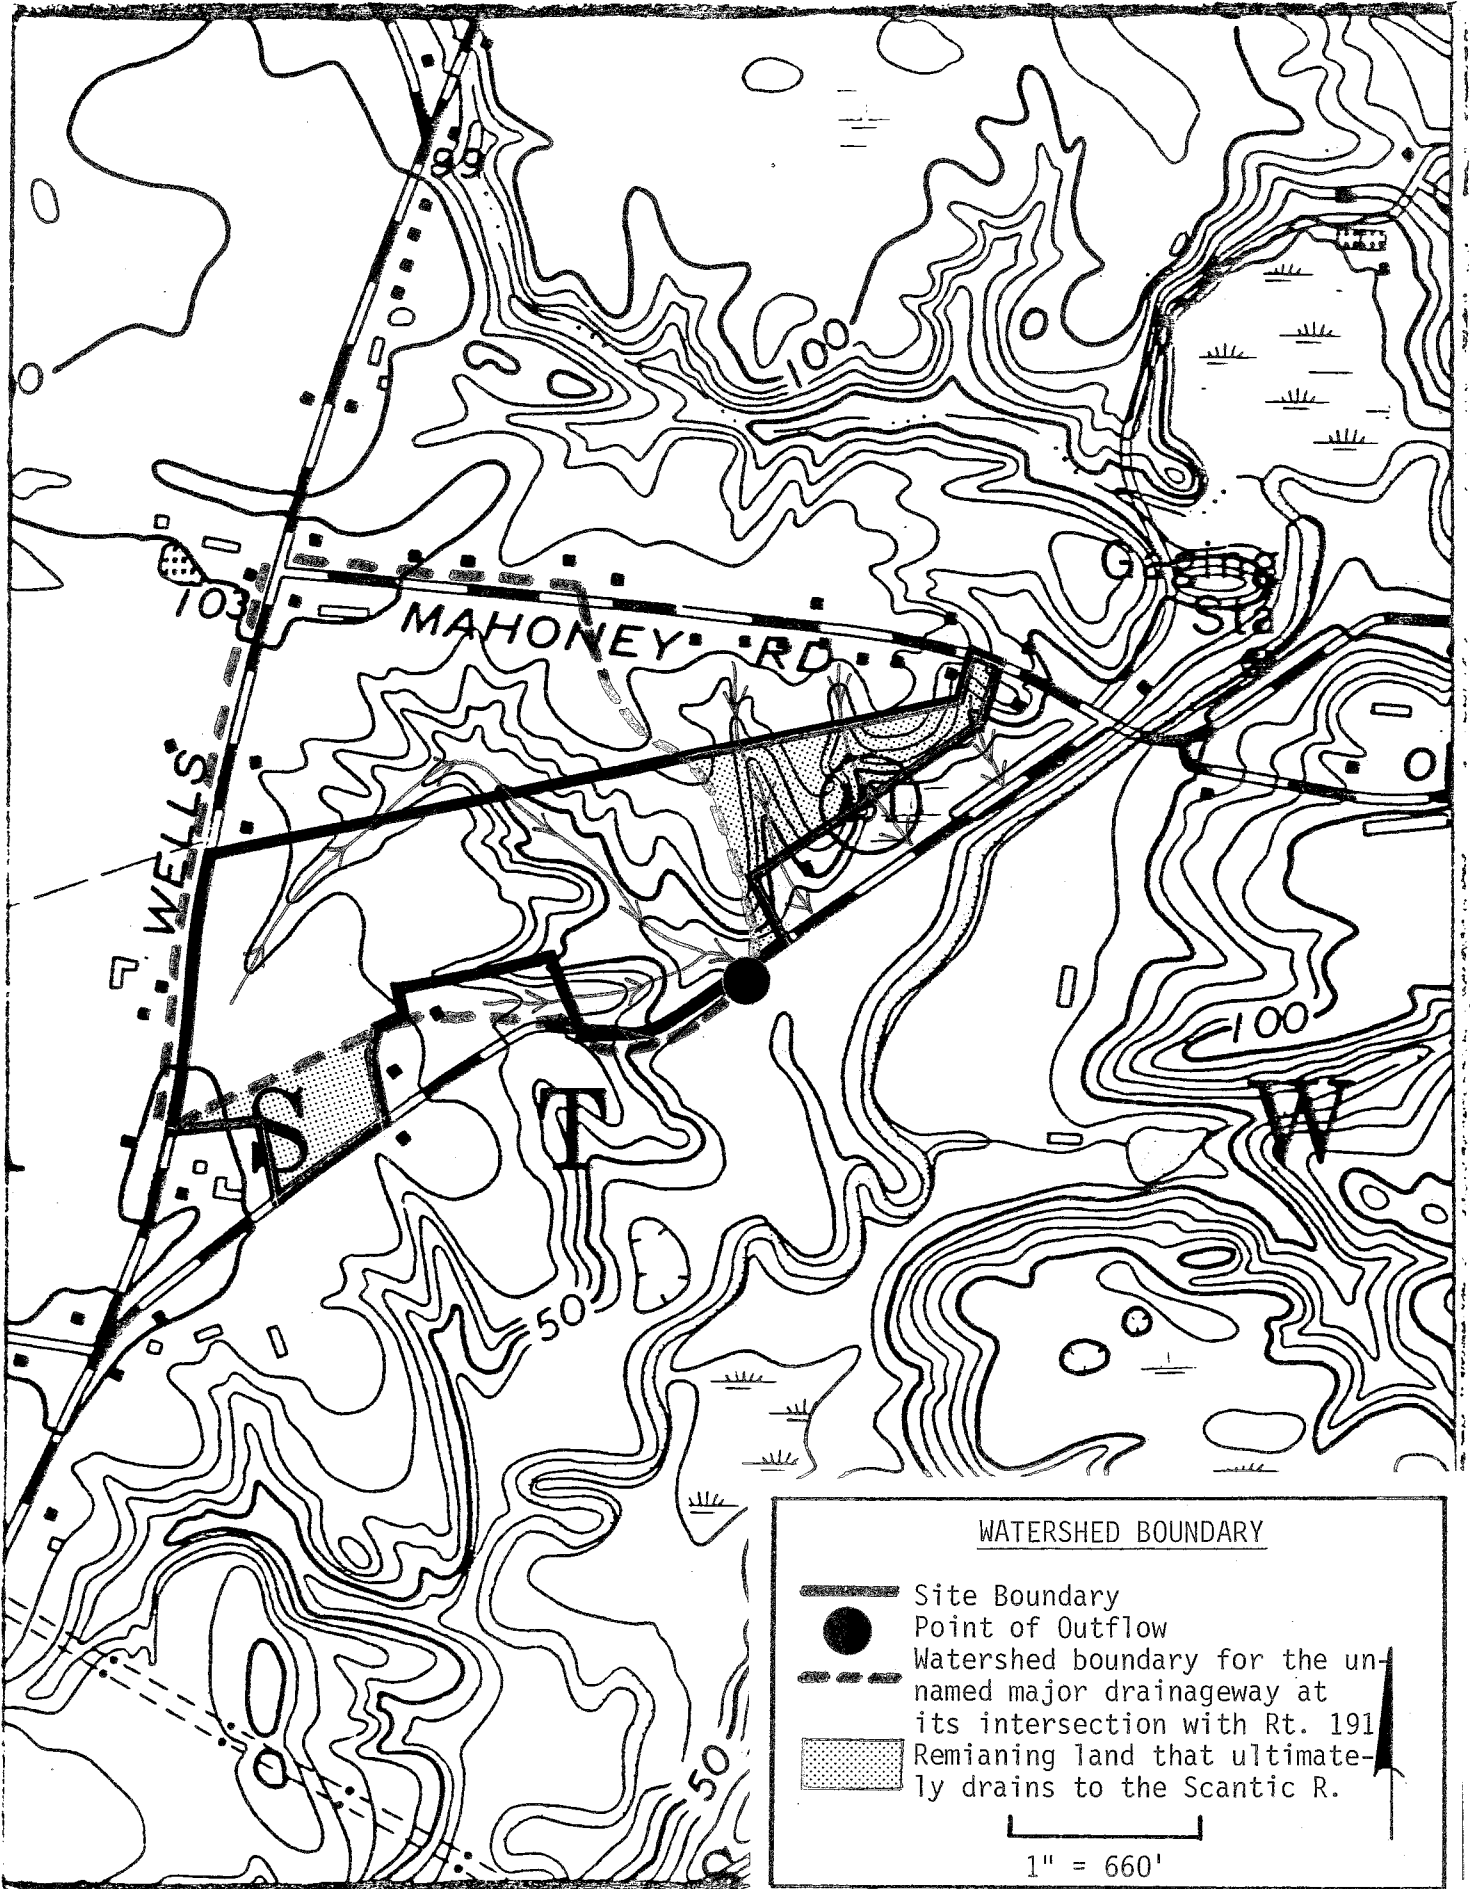 99
100
103
MAHONEY RD
Sta
WELLS
100
S
T
W
50
50
WATERSHED BOUNDARY
Site Boundary
Point of Outflow
Watershed boundary for the un-
named major drainageway at
its intersection with Rt. 191
Remianing land that ultimate-
ly drains to the Scantic R.
1" = 660'